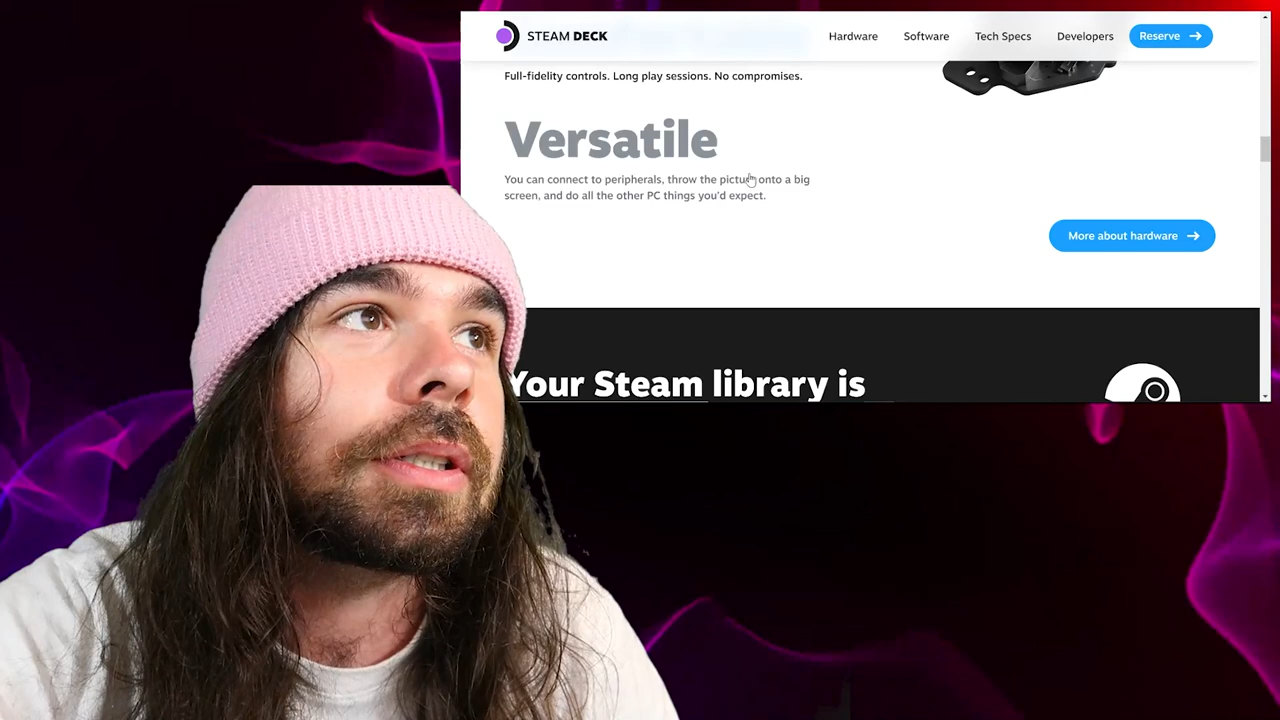 STEAM DECK
Hardware
Software
Tech Specs
Developers
Reserve
Full-fidelity controls. Long play sessions. No compromises.
Versatile
You can connect to peripherals, throw the picture onto a big
screen, and do all the other PC things you'd expect.
More about hardware
Your Steam library is